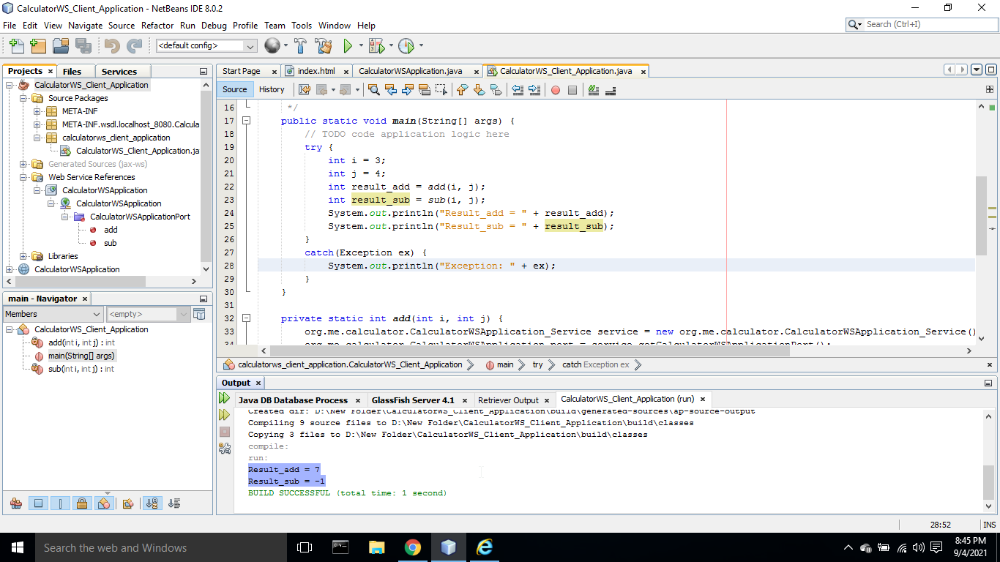 CalculatorWS_Client_Application - NetBeans IDE 8.0.2
File Edit View Navigate Source Refactor Run Debug Profile Team Tools Window Help
Search (Ctrl+I)
<default config>
Projects Files Services
CalculatorWS_Client_Application
Source Packages
META-INF
META-INF.wsdl.localhost_8080.Calcula
calculatorws_client_application
CalculatorWS_Client_Application.ja
Generated Sources (jax-ws)
Web Service References
CalculatorWSApplication
CalculatorWSApplication
CalculatorWSApplicationPort
add
sub
Libraries
CalculatorWSApplication
main - Navigator
Members <empty>
CalculatorWS_Client_Application
add(int i, int j) : int
main(String[] args)
sub(int i, int j) : int
Start Page index.html CalculatorWSApplication.java CalculatorWS_Client_Application.java
Source History
16 */
17 public static void main(String[] args) {
18 // TODO code application logic here
19 try {
20 int i = 3;
21 int j = 4;
22 int result_add = add(i, j);
23 int result_sub = sub(i, j);
24 System.out.println("Result_add = " + result_add);
25 System.out.println("Result_sub = " + result_sub);
26 }
27 catch(Exception ex) {
28 System.out.println("Exception: " + ex);
29 }
30 }
31
32 private static int add(int i, int j) {
33 org.me.calculator.CalculatorWSApplication_Service service = new org.me.calculator.CalculatorWSApplication_Service()
34 org.me.calculator.CalculatorWSApplication port = service.getCalculatorWSApplicationPort();
calculatorws_client_application.CalculatorWS_Client_Application main try catch Exception ex
Output
Java DB Database Process GlassFish Server 4.1 Retriever Output CalculatorWS_Client_Application (run)
Created dir: D:\New Folder\CalculatorWS_Client_Application\build\generated-sources\ap-source-output
Compiling 9 source files to D:\New Folder\CalculatorWS_Client_Application\build\classes
Copying 3 files to D:\New Folder\CalculatorWS_Client_Application\build\classes
compile:
run:
Result_add = 7
Result_sub = -1
BUILD SUCCESSFUL (total time: 1 second)
28:52 INS
Search the web and Windows
8:45 PM
9/4/2021